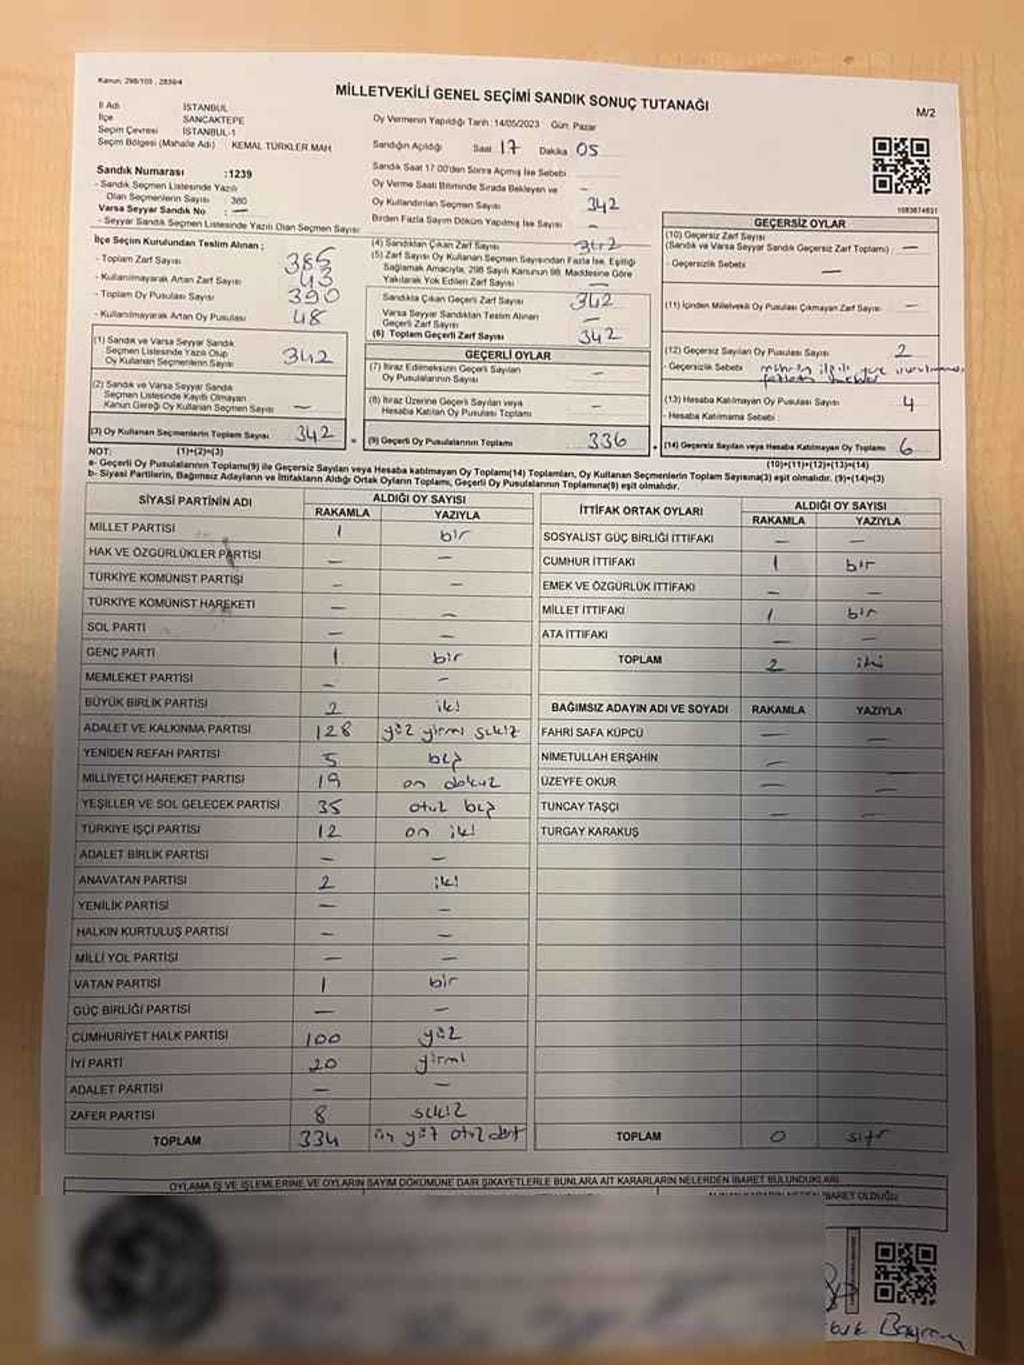 Kanun: 298/105 , 2839/4
MİLLETVEKİLİ GENEL SEÇİMİ SANDIK SONUÇ TUTANAĞI
M/2
İl Adı : İSTANBUL
İlçe : SANCAKTEPE
Seçim Çevresi : İSTANBUL-1
Seçim Bölgesi (Mahalle Adı) : KEMAL TÜRKLER MAH
Oy Vermenin Yapıldığı Tarih : 14/05/2023 Gün: Pazar
Sandığın Açıldığı Saat 17 Dakika 05
Sandık Saat 17.00'den Sonra Açılmış İse Sebebi
Oy Verme Saati Bitiminde Sırada Bekleyen ve —
Oy Kullandırılan Seçmen Sayısı 342
Birden Fazla Sayım Döküm Yapılmış İse Sayısı —
Sandık Numarası :1239
- Sandık Seçmen Listesinde Yazılı
Olan Seçmenlerin Sayısı : 380
Varsa Seyyar Sandık No : —
- Seyyar Sandık Seçmen Listesinde Yazılı Olan Seçmen Sayısı
İlçe Seçim Kurulundan Teslim Alınan ;
- Toplam Zarf Sayısı 385
- Kullanılmayarak Artan Zarf Sayısı 43
- Toplam Oy Pusulası Sayısı 390
- Kullanılmayarak Artan Oy Pusulası 48
(1) Sandık ve Varsa Seyyar Sandık
Seçmen Listesinde Yazılı Olup
Oy Kullanan Seçmenlerin Sayısı 342
(2) Sandık ve Varsa Seyyar Sandık
Seçmen Listesinde Kayıtlı Olmayan
Kanun Gereği Oy Kullanan Seçmen Sayısı —
(3) Oy Kullanan Seçmenlerin Toplam Sayısı 342
(4) Sandıktan Çıkan Zarf Sayısı 342
(5) Zarf Sayısı Oy Kullanan Seçmen Sayısından Fazla İse, Eşitliği
Sağlamak Amacıyla, 298 Sayılı Kanunun 98. Maddesine Göre
Yakılarak Yok Edilen Zarf Sayısı —
Sandıkta Çıkan Geçerli Zarf Sayısı 342
Varsa Seyyar Sandıktan Teslim Alınan
Geçerli Zarf Sayısı —
(6) Toplam Geçerli Zarf Sayısı 342
GEÇERLİ OYLAR
(7) İtiraz Edilmeksizin Geçerli Sayılan
Oy Pusulalarının Sayısı —
(8) İtiraz Üzerine Geçerli Sayılan veya
Hesaba Katılan Oy Pusulası Toplamı —
(9) Geçerli Oy Pusulalarının Toplamı 336
GEÇERSİZ OYLAR
(10) Geçersiz Zarf Sayısı
(Sandık ve Varsa Seyyar Sandık Geçersiz Zarf Toplamı) —
- Geçersizlik Sebebi : —
(11) İçinden Milletvekili Oy Pusulası Çıkmayan Zarf Sayısı —
(12) Geçersiz Sayılan Oy Pusulası Sayısı 2
- Geçersizlik Sebebi : mührün ilgili yere
(13) Hesaba Katılmayan Oy Pusulası Sayısı 4
- Hesaba Katılmama Sebebi :
(14) Geçersiz Sayılan veya Hesaba Katılmayan Oy Toplamı 6
NOT: (1)+(2)=(3)
(10)+(11)+(12)+(13)=(14)
a- Geçerli Oy Pusulalarının Toplamı(9) ile Geçersiz Sayılan veya Hesaba katılmayan Oy Toplamı(14) Toplamları, Oy Kullanan Seçmenlerin Toplam Sayısına(3) eşit olmalıdır. (9)+(14)=(3)
b- Siyasi Partilerin, Bağımsız Adayların ve İttifakların Aldığı Ortak Oyların Toplamı, Geçerli Oy Pusulalarının Toplamına(9) eşit olmalıdır.
SİYASİ PARTİNİN ADI ALDIĞI OY SAYISI
RAKAMLA YAZIYLA
MİLLET PARTİSİ 1 bir
HAK VE ÖZGÜRLÜKLER PARTİSİ — —
TÜRKİYE KOMÜNİST PARTİSİ — —
TÜRKİYE KOMÜNİST HAREKETİ — —
SOL PARTİ — —
GENÇ PARTİ 1 bir
MEMLEKET PARTİSİ — —
BÜYÜK BİRLİK PARTİSİ 2 iki
ADALET VE KALKINMA PARTİSİ 128 yüz yirmi sekiz
YENİDEN REFAH PARTİSİ 5 beş
MİLLİYETÇİ HAREKET PARTİSİ 19 on dokuz
YEŞİLLER VE SOL GELECEK PARTİSİ 35 otuz beş
TÜRKİYE İŞÇİ PARTİSİ 12 on iki
ADALET BİRLİK PARTİSİ — —
ANAVATAN PARTİSİ 2 iki
YENİLİK PARTİSİ — —
HALKIN KURTULUŞ PARTİSİ — —
MİLLİ YOL PARTİSİ — —
VATAN PARTİSİ 1 bir
GÜÇ BİRLİĞİ PARTİSİ — —
CUMHURİYET HALK PARTİSİ 100 yüz
İYİ PARTİ 20 yirmi
ADALET PARTİSİ — —
ZAFER PARTİSİ 8 sekiz
TOPLAM 334 üç yüz otuz dört
İTTİFAK ORTAK OYLARI ALDIĞI OY SAYISI
RAKAMLA YAZIYLA
SOSYALİST GÜÇ BİRLİĞİ İTTİFAKI — —
CUMHUR İTTİFAKI 1 bir
EMEK VE ÖZGÜRLÜK İTTİFAKI — —
MİLLET İTTİFAKI 1 bir
ATA İTTİFAKI — —
TOPLAM 2 iki
BAĞIMSIZ ADAYIN ADI VE SOYADI RAKAMLA YAZIYLA
FAHRİ SAFA KÜPCÜ — —
NİMETULLAH ERŞAHİN — —
ÜZEYFE OKUR — —
TUNCAY TAŞÇI — —
TURGAY KARAKUŞ
TOPLAM 0 sıfır
OYLAMA İŞ VE İŞLEMLERİNE VE OYLARIN SAYIM DÖKÜMÜNE DAİR ŞİKAYETLERLE BUNLARA AİT KARARLARIN NELERDEN İBARET BULUNDUKLARI